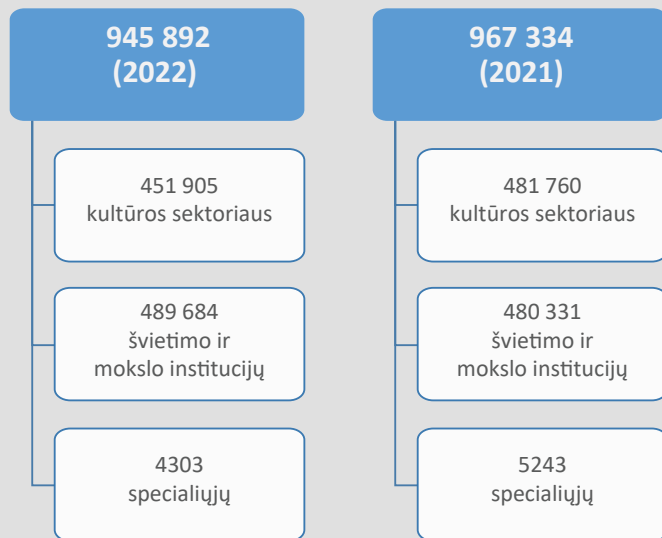 945 892
(2022)
451 905
kultūros sektoriaus
489 684
švietimo ir
mokslo institucijų
4303
specialiųjų
967 334
(2021)
481 760
kultūros sektoriaus
480 331
švietimo ir
mokslo institucijų
5243
specialiųjų